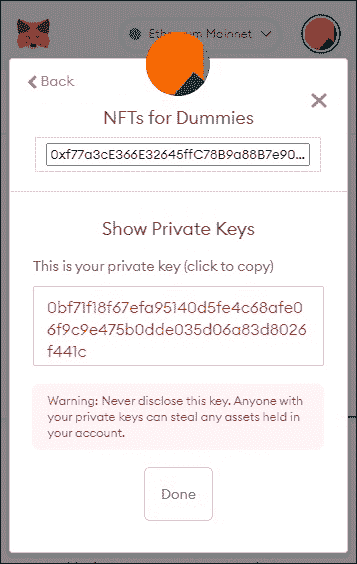 Ethereum Mainnet
Back
NFTs for Dummies
0xf77a3cE366E32645ffC78B9a88B7e90...
Show Private Keys
This is your private key (click to copy)
0bf71f18f67efa95140d5fe4c68afe0
6f9c9e475b0dde035d06a83d8026
f441c
Warning: Never disclose this key. Anyone with
your private keys can steal any assets held in
your account.
Done